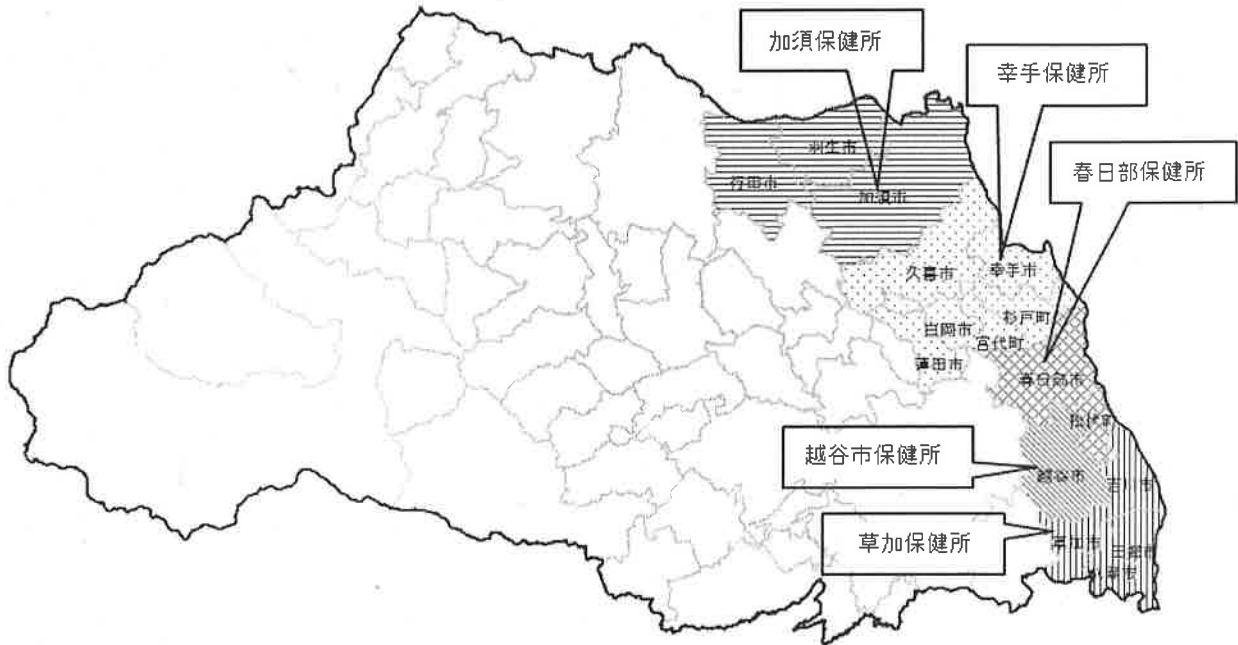 加須保健所
幸手保健所
春日部保健所
羽生市
行田市
加須市
久喜市
幸手市
杉戸町
白岡市
宮代町
蓮田市
春日部市
松伏町
越谷市保健所
越谷市
吉川市
草加保健所
草加市
三郷市
八潮市